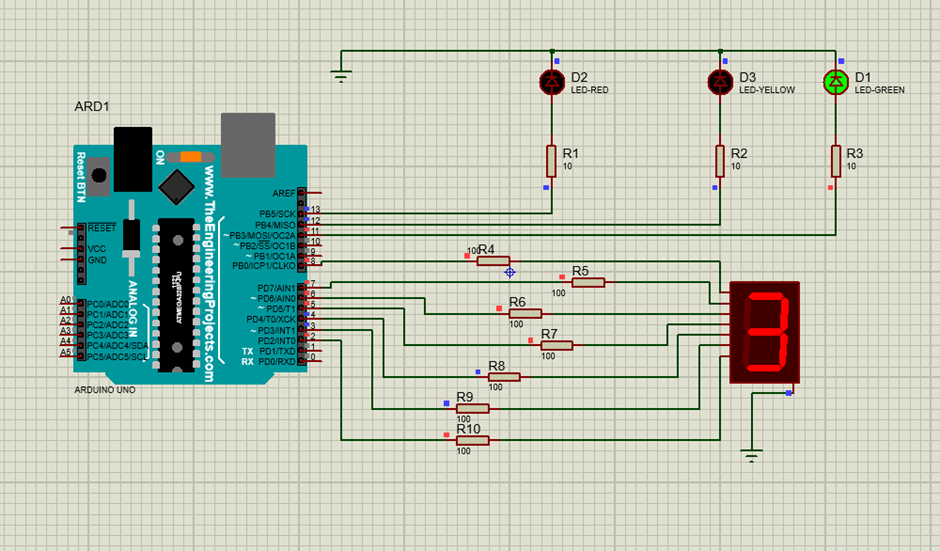 ARD1
ARDUINO UNO
Reset BTN
ON
www.TheEngineeringProjects.com
ANALOG IN
RESET
VCC
GND
A0 PC0/ADC0
A1 PC1/ADC1
A2 PC2/ADC2
A3 PC3/ADC3
A4 PC4/ADC4/SDA
A5 PC5/ADC5/SCL
AREF
PB5/SCK 13
PB4/MISO 12
~PB3/MOSI/OC2A 11
~PB2/SS/OC1B 10
~PB1/OC1A 9
PB0/ICP1/CLKO 8
PD7/AIN1 7
~PD6/AIN0 6
~PD5/T1 5
PD4/T0/XCK 4
~PD3/INT1 3
PD2/INT0 2
TX PD1/TXD 1
RX PD0/RXD 0
D2
LED-RED
D3
LED-YELLOW
D1
LED-GREEN
R1
10
R2
10
R3
10
R4
100
R5
100
R6
100
R7
100
R8
100
R9
100
R10
100
3